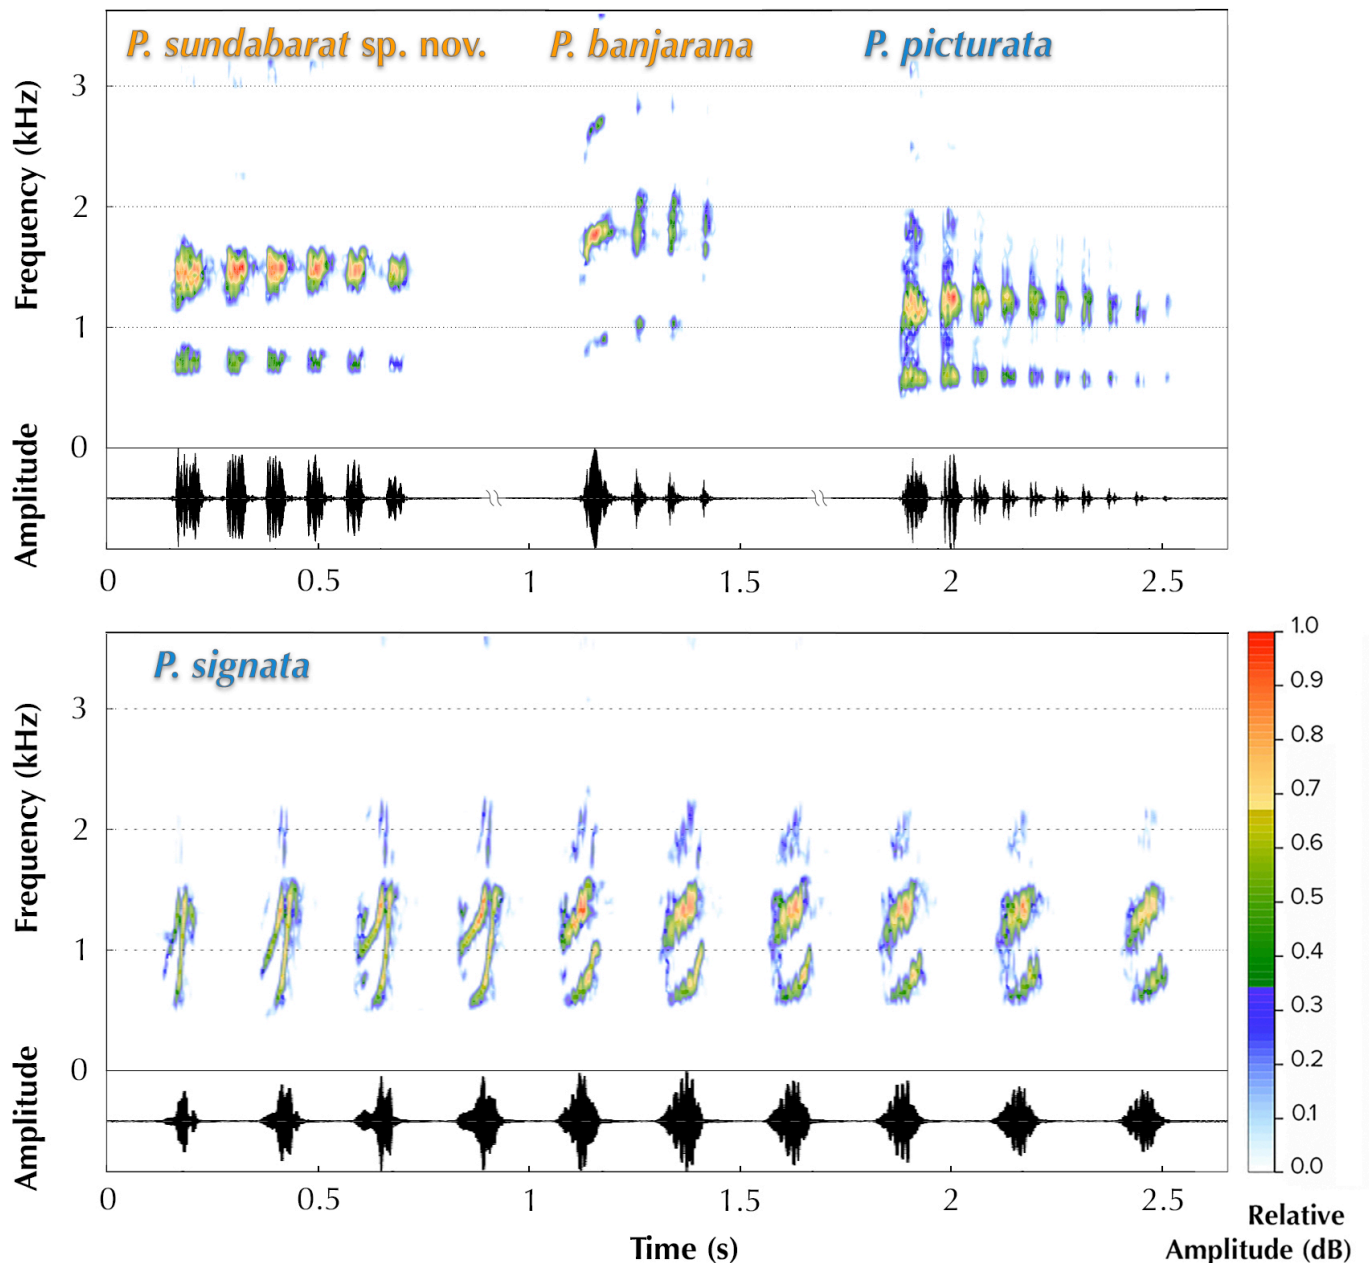 P. sundabarat sp. nov. P. banjarana P. picturata
Frequency (kHz)
3
2
1
0
Amplitude
0 0.5 1 1.5 2 2.5
P. signata
Frequency (kHz)
3
2
1
0
Amplitude
0 0.5 1 1.5 2 2.5
Time (s)
1.0
0.9
0.8
0.7
0.6
0.5
0.4
0.3
0.2
0.1
0.0
Relative
Amplitude (dB)